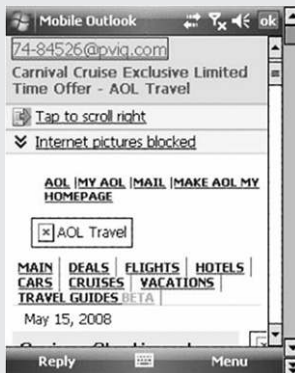 Mobile Outlook
ok
74-84526@pviq.com
Carnival Cruise Exclusive Limited
Time Offer - AOL Travel
Tap to scroll right
Internet pictures blocked
AOL |MY AOL |MAIL |MAKE AOL MY
HOMEPAGE
AOL Travel
MAIN | DEALS | FLIGHTS | HOTELS |
CARS | CRUISES | VACATIONS |
TRAVEL GUIDES BETA |
May 15, 2008
Reply Menu